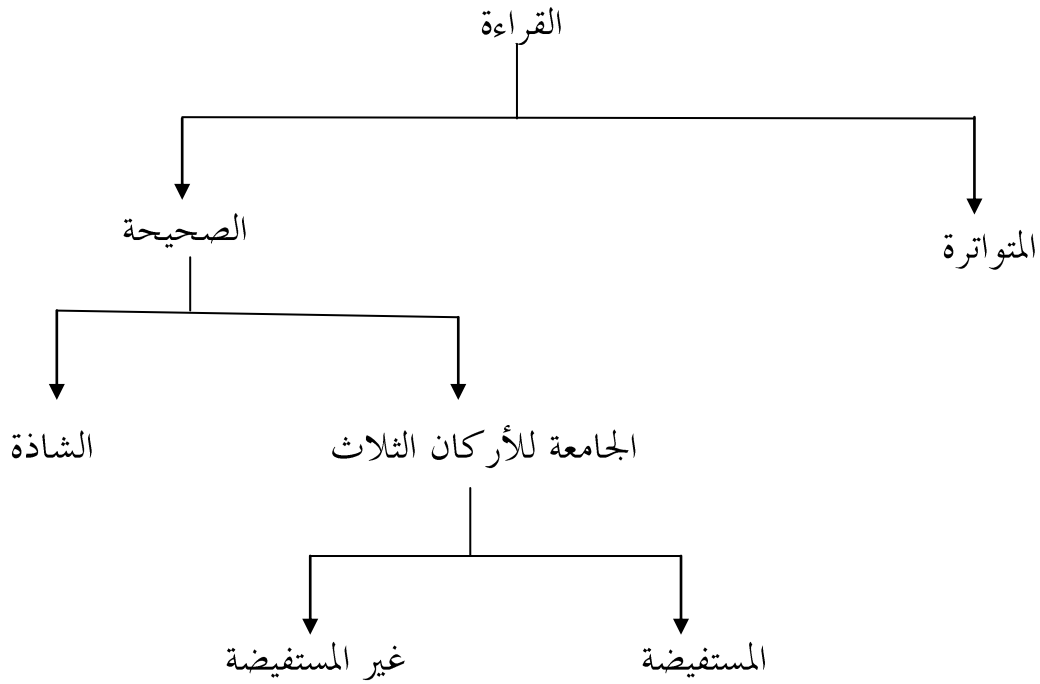 القراءة
المتواترة
الصحيحة
الجامعة للأركان الثلاث
الشاذة
المستفيضة
غير المستفيضة